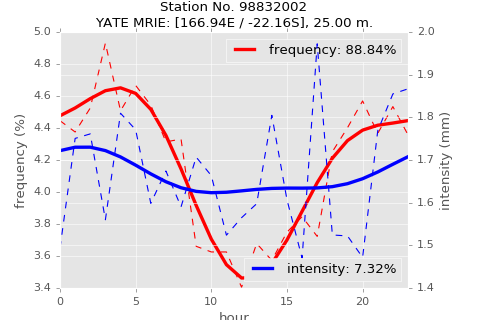 Station No. 98832002
YATE MRIE: [166.94E / -22.16S], 25.00 m.
frequency: 88.84%
intensity: 7.32%
frequency (%)
intensity (mm)
5.0
4.8
4.6
4.4
4.2
4.0
3.8
3.6
3.4
2.0
1.9
1.8
1.7
1.6
1.5
1.4
0 5 10 15 20
hour